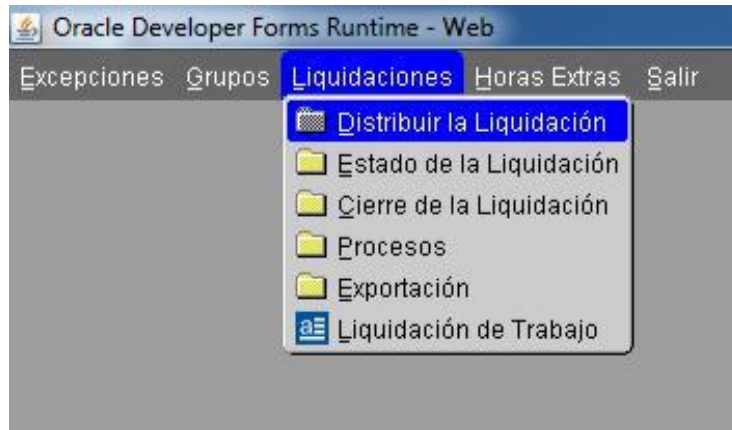 Oracle Developer Forms Runtime - Web
Excepciones Grupos Liquidaciones Horas Extras Salir
Distribuir la Liquidación
Estado de la Liquidación
Cierre de la Liquidación
Procesos
Exportación
Liquidación de Trabajo